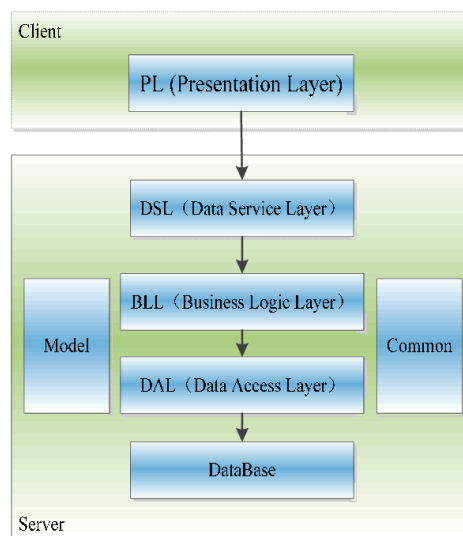 Client
PL (Presentation Layer)
DSL（Data Service Layer）
BLL（Business Logic Layer）
Model
Common
DAL（Data Access Layer）
DataBase
Server